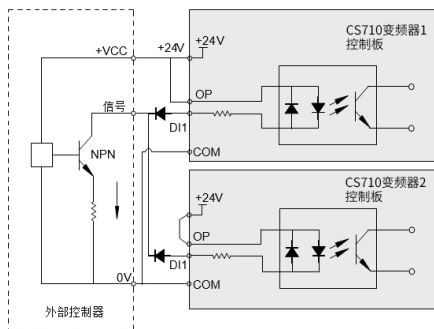 CS710变频器1
控制板
+VCC
+24V
+24V
OP
信号
DI1
NPN
COM
CS710变频器2
控制板
+24V
OP
DI1
0V
COM
外部控制器